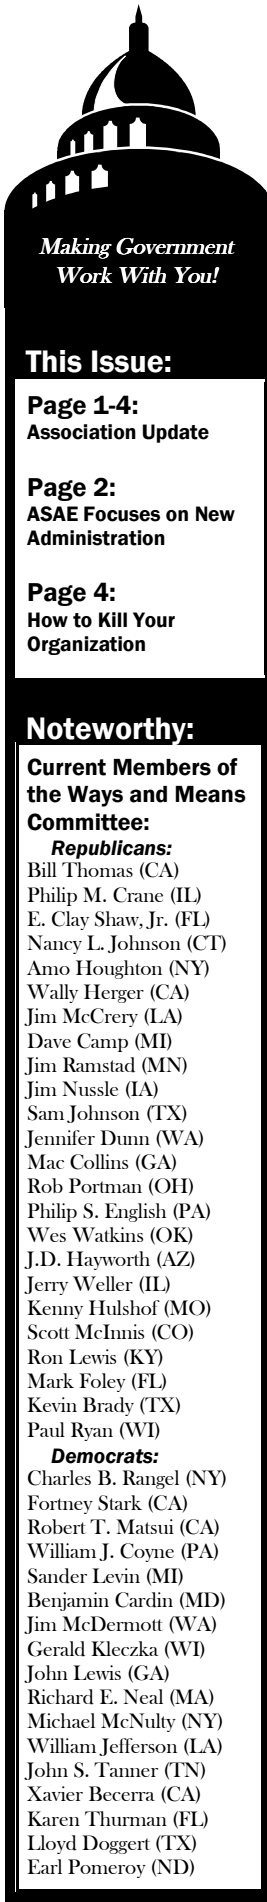 Making Government
Work With You!
This Issue:
Page 1-4:
Association Update
Page 2:
ASAE Focuses on New
Administration
Page 4:
How to Kill Your
Organization
Noteworthy:
Current Members of
the Ways and Means
Committee:
Republicans:
Bill Thomas (CA)
Philip M. Crane (IL)
E. Clay Shaw, Jr. (FL)
Nancy L. Johnson (CT)
Amo Houghton (NY)
Wally Herger (CA)
Jim McCrery (LA)
Dave Camp (MI)
Jim Ramstad (MN)
Jim Nussle (IA)
Sam Johnson (TX)
Jennifer Dunn (WA)
Mac Collins (GA)
Rob Portman (OH)
Philip S. English (PA)
Wes Watkins (OK)
J.D. Hayworth (AZ)
Jerry Weller (IL)
Kenny Hulshof (MO)
Scott McInnis (CO)
Ron Lewis (KY)
Mark Foley (FL)
Kevin Brady (TX)
Paul Ryan (WI)
Democrats:
Charles B. Rangel (NY)
Fortney Stark (CA)
Robert T. Matsui (CA)
William J. Coyne (PA)
Sander Levin (MI)
Benjamin Cardin (MD)
Jim McDermott (WA)
Gerald Kleczka (WI)
John Lewis (GA)
Richard E. Neal (MA)
Michael McNulty (NY)
William Jefferson (LA)
John S. Tanner (TN)
Xavier Becerra (CA)
Karen Thurman (FL)
Lloyd Doggert (TX)
Earl Pomeroy (ND)